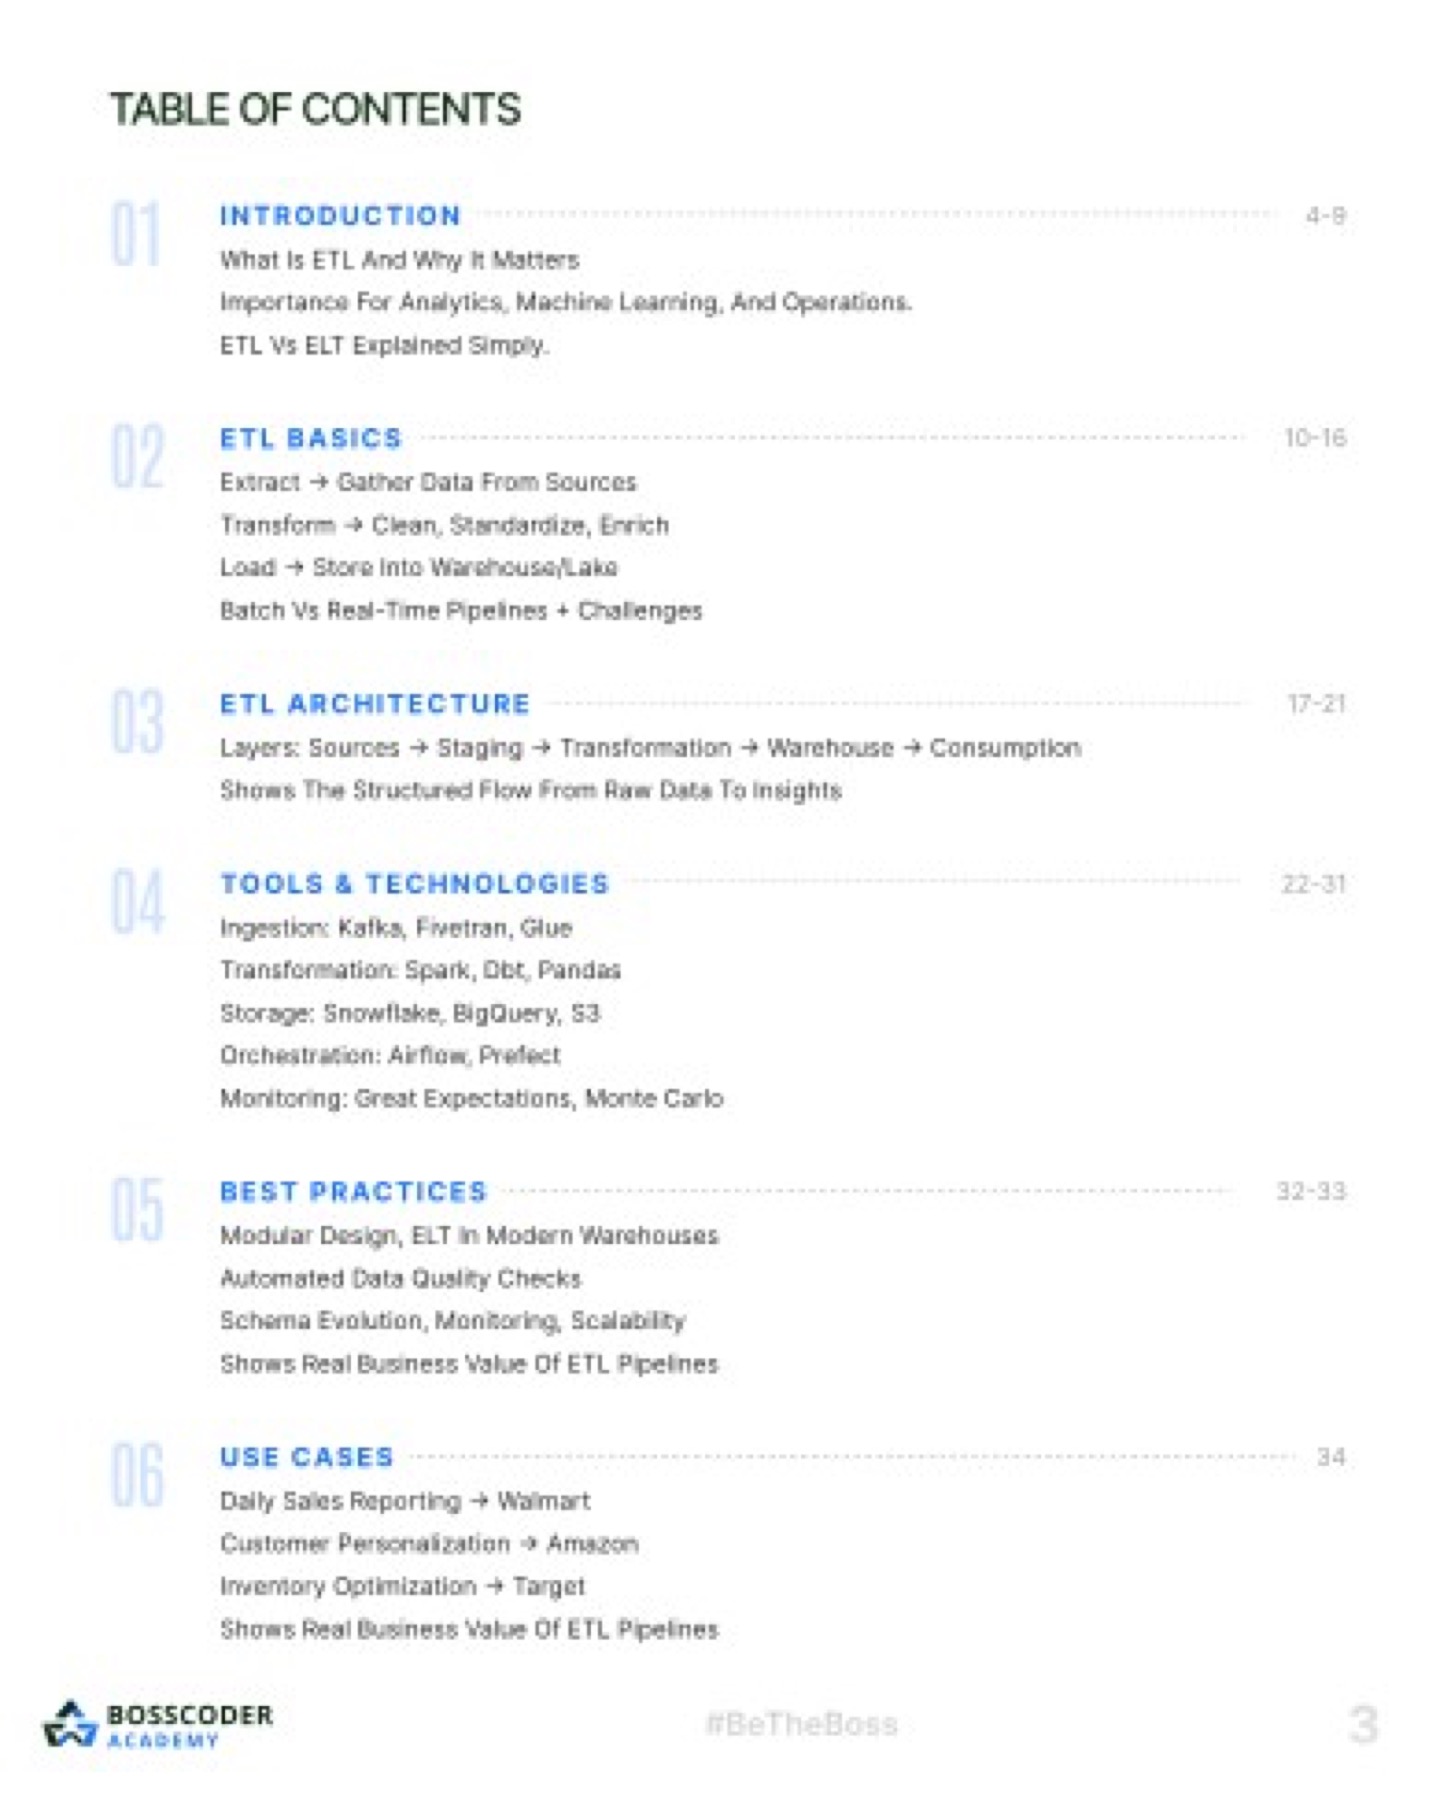 TABLE OF CONTENTS
01
INTRODUCTION 4-9
What Is ETL And Why It Matters
Importance For Analytics, Machine Learning, And Operations.
ETL Vs ELT Explained Simply.
02
ETL BASICS 10-16
Extract → Gather Data From Sources
Transform → Clean, Standardize, Enrich
Load → Store Into Warehouse/Lake
Batch Vs Real-Time Pipelines + Challenges
03
ETL ARCHITECTURE 17-21
Layers: Sources → Staging → Transformation → Warehouse → Consumption
Shows The Structured Flow From Raw Data To Insights
04
TOOLS & TECHNOLOGIES 22-31
Ingestion: Kafka, Fivetran, Glue
Transformation: Spark, Dbt, Pandas
Storage: Snowflake, BigQuery, S3
Orchestration: Airflow, Prefect
Monitoring: Great Expectations, Monte Carlo
05
BEST PRACTICES 32-33
Modular Design, ELT In Modern Warehouses
Automated Data Quality Checks
Schema Evolution, Monitoring, Scalability
Shows Real Business Value Of ETL Pipelines
06
USE CASES 34
Daily Sales Reporting → Walmart
Customer Personalization → Amazon
Inventory Optimization → Target
Shows Real Business Value Of ETL Pipelines
BOSSCODER
ACADEMY
#BeTheBoss
3